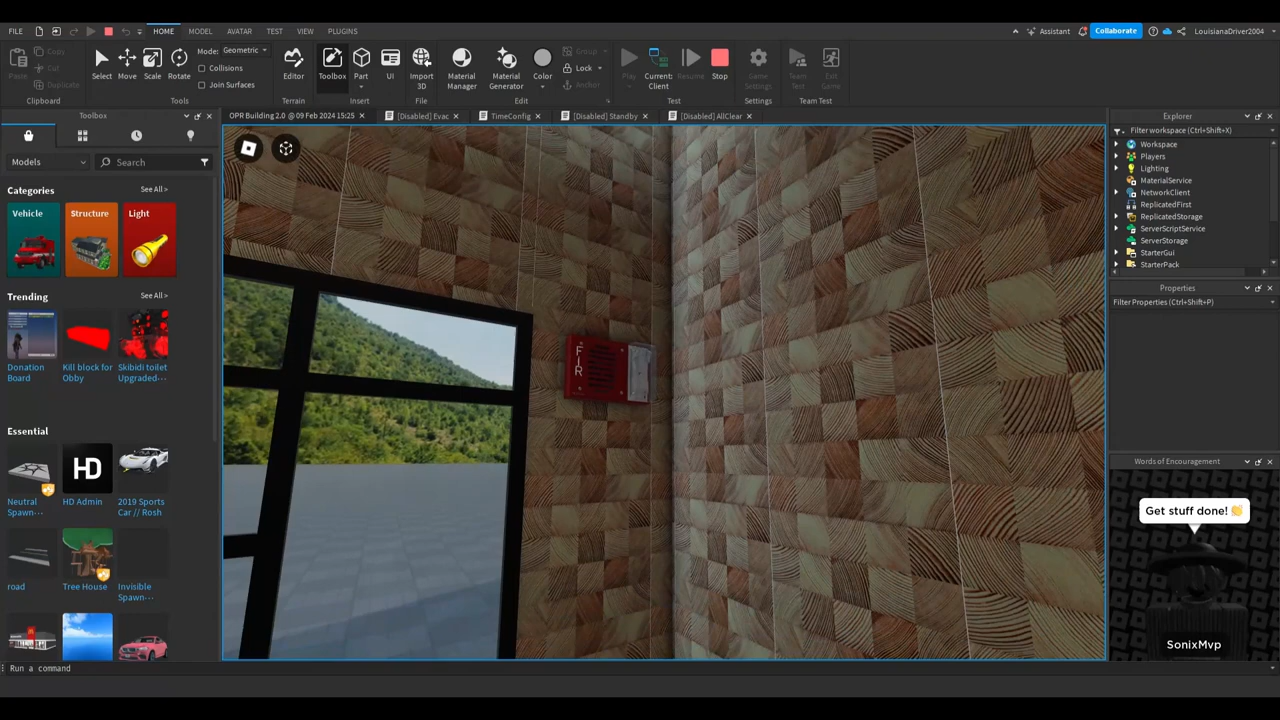 FILE HOME MODEL AVATAR TEST VIEW PLUGINS Assistant Collaborate LouisianaDriver2004
Paste Copy Cut Duplicate Select Move Scale Rotate Mode: Geometric Collisions Join Surfaces Editor Toolbox Part UI Import 3D Material Manager Material Generator Color Group Lock Anchor Play Current: Client Resume Stop Game Settings Team Test Exit Game
Clipboard Tools Terrain Insert File Edit Test Settings Team Test
Toolbox
OPR Building 2.0 @ 09 Feb 2024 15:25 [Disabled] Evac TimeConfig [Disabled] Standby [Disabled] AllClear
Models Search
Categories See All >
Vehicle Structure Light
Trending See All >
Donation Board Kill block for Obby Skibidi toilet Upgraded···
Essential See All >
HD
Neutral Spawn··· HD Admin 2019 Sports Car // Rosh
road Tree House Invisible Spawn···
FIR
Explorer
Filter workspace (Ctrl+Shift+X)
Workspace
Players
Lighting
MaterialService
NetworkClient
ReplicatedFirst
ReplicatedStorage
ServerScriptService
ServerStorage
StarterGui
StarterPack
Properties
Filter Properties (Ctrl+Shift+P)
Words of Encouragement
Get stuff done! 👏
SonixMvp
Run a command